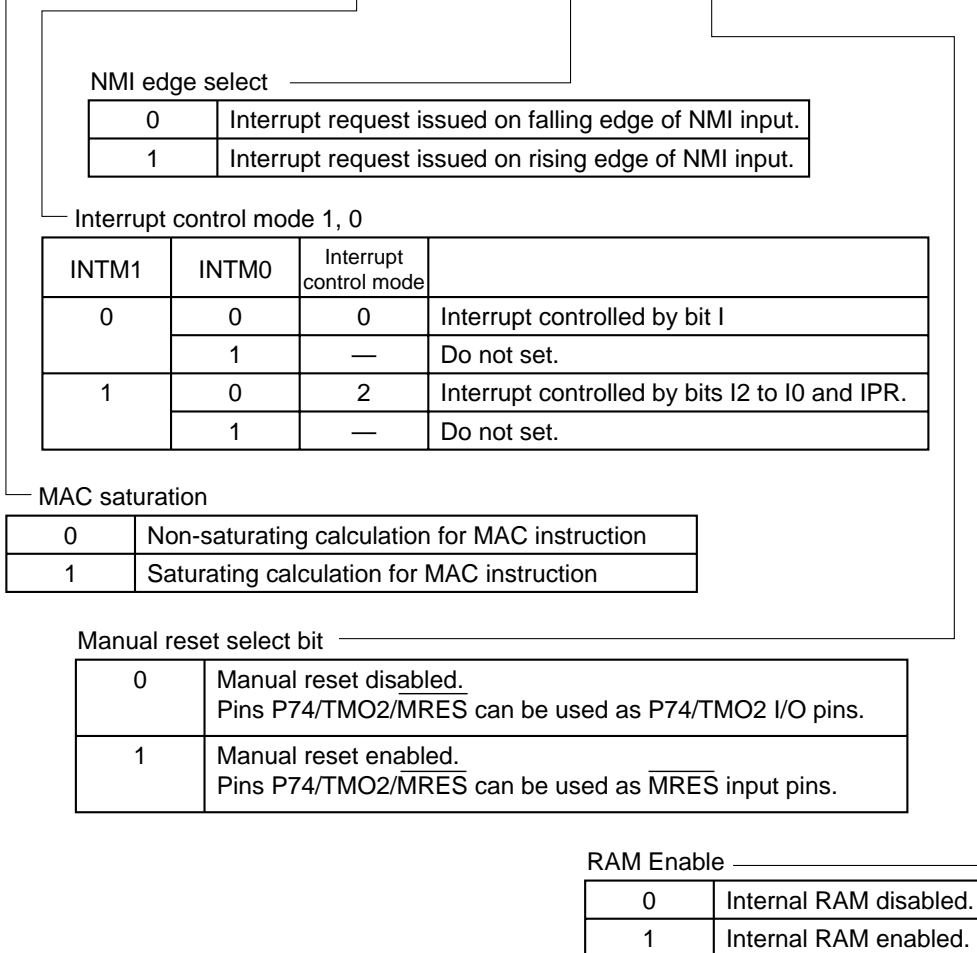 NMI edge select
0 Interrupt request issued on falling edge of NMI input.
1 Interrupt request issued on rising edge of NMI input.
Interrupt control mode 1, 0
INTM1 INTM0 Interrupt control mode
0 0 0 Interrupt controlled by bit I
1 — Do not set.
1 0 2 Interrupt controlled by bits I2 to I0 and IPR.
1 — Do not set.
MAC saturation
0 Non-saturating calculation for MAC instruction
1 Saturating calculation for MAC instruction
Manual reset select bit
0 Manual reset disabled.
Pins P74/TMO2/MRES can be used as P74/TMO2 I/O pins.
1 Manual reset enabled.
Pins P74/TMO2/MRES can be used as MRES input pins.
RAM Enable
0 Internal RAM disabled.
1 Internal RAM enabled.